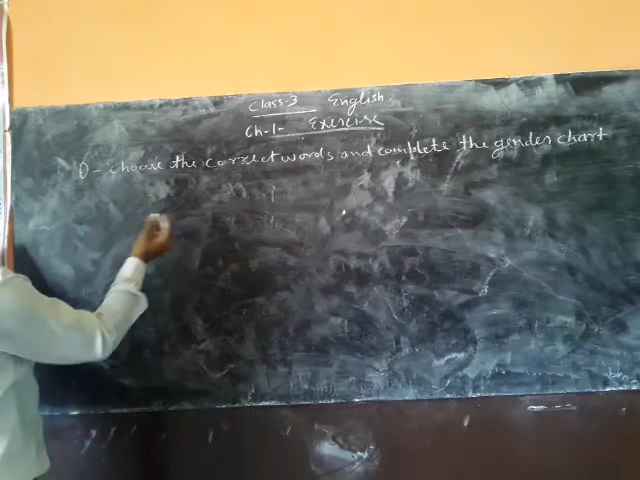 Class-3 English.
Ch-1- Exercise
D- choose the correct words and complete the gender chart